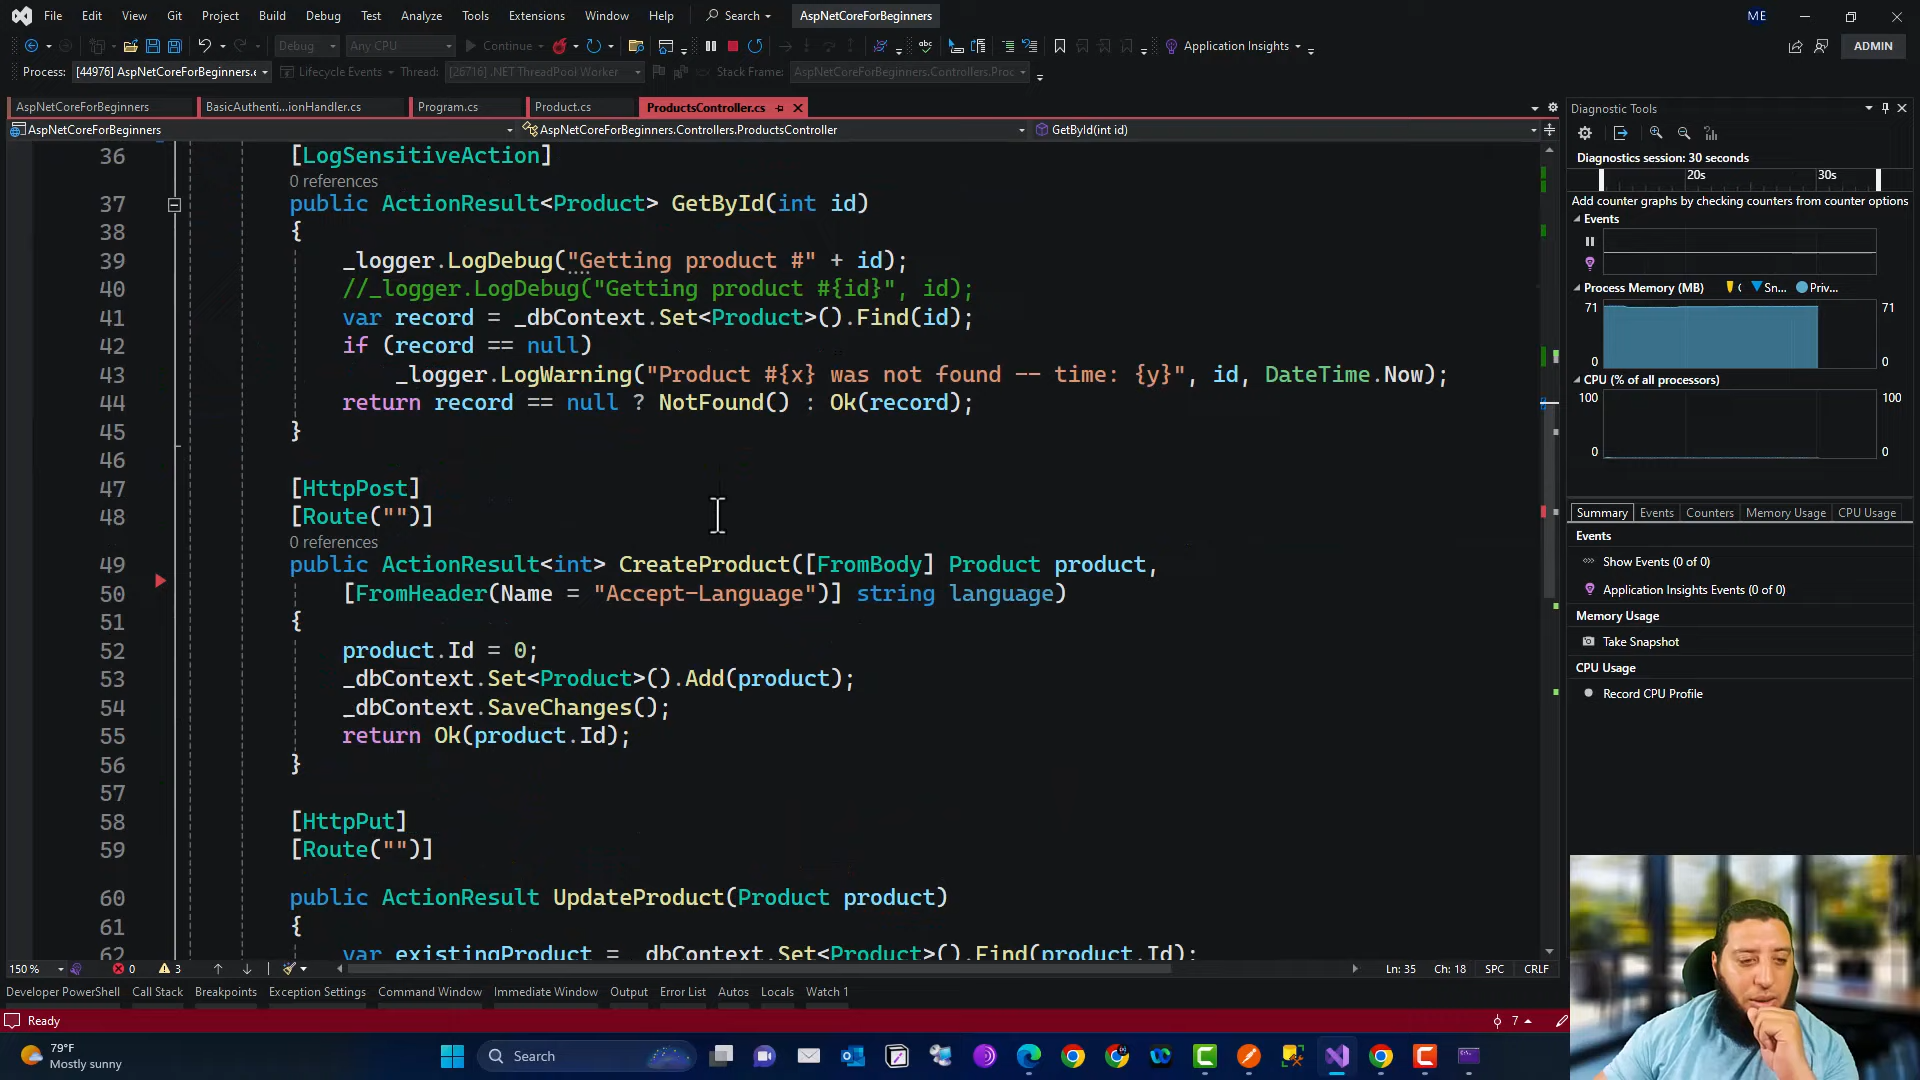 File Edit View Git Project Build Debug Test Analyze Tools Extensions Window Help Search AspNetCoreForBeginners ME
Debug Any CPU Continue Application Insights ADMIN
Process: [44976] AspNetCoreForBeginners.e Lifecycle Events Thread: [26716] .NET ThreadPool Worker Stack Frame: AspNetCoreForBeginners.Controllers.Proc
AspNetCoreForBeginners BasicAuthenti...ionHandler.cs Program.cs Product.cs ProductsController.cs
AspNetCoreForBeginners AspNetCoreForBeginners.Controllers.ProductsController GetById(int id)
36 [LogSensitiveAction]
0 references
37 public ActionResult<Product> GetById(int id)
38 {
39 _logger.LogDebug("Getting product #" + id);
40 //_logger.LogDebug("Getting product #{id}", id);
41 var record = _dbContext.Set<Product>().Find(id);
42 if (record == null)
43 _logger.LogWarning("Product #{x} was not found -- time: {y}", id, DateTime.Now);
44 return record == null ? NotFound() : Ok(record);
45 }
46
47 [HttpPost]
48 [Route("")]
0 references
49 public ActionResult<int> CreateProduct([FromBody] Product product,
50 [FromHeader(Name = "Accept-Language")] string language)
51 {
52 product.Id = 0;
53 _dbContext.Set<Product>().Add(product);
54 _dbContext.SaveChanges();
55 return Ok(product.Id);
56 }
57
58 [HttpPut]
59 [Route("")]
60 public ActionResult UpdateProduct(Product product)
61 {
62 var existingProduct = _dbContext.Set<Product>().Find(product.Id);
150 % 0 3 Ln: 35 Ch: 18 SPC CRLF
Developer PowerShell Call Stack Breakpoints Exception Settings Command Window Immediate Window Output Error List Autos Locals Watch 1
Ready 7
Diagnostic Tools
Diagnostics session: 30 seconds
20s 30s
Add counter graphs by checking counters from counter options
Events
Process Memory (MB) Sn... Priv...
71 71
0 0
CPU (% of all processors)
100 100
0 0
Summary Events Counters Memory Usage CPU Usage
Events
Show Events (0 of 0)
Application Insights Events (0 of 0)
Memory Usage
Take Snapshot
CPU Usage
Record CPU Profile
79°F
Mostly sunny
Search